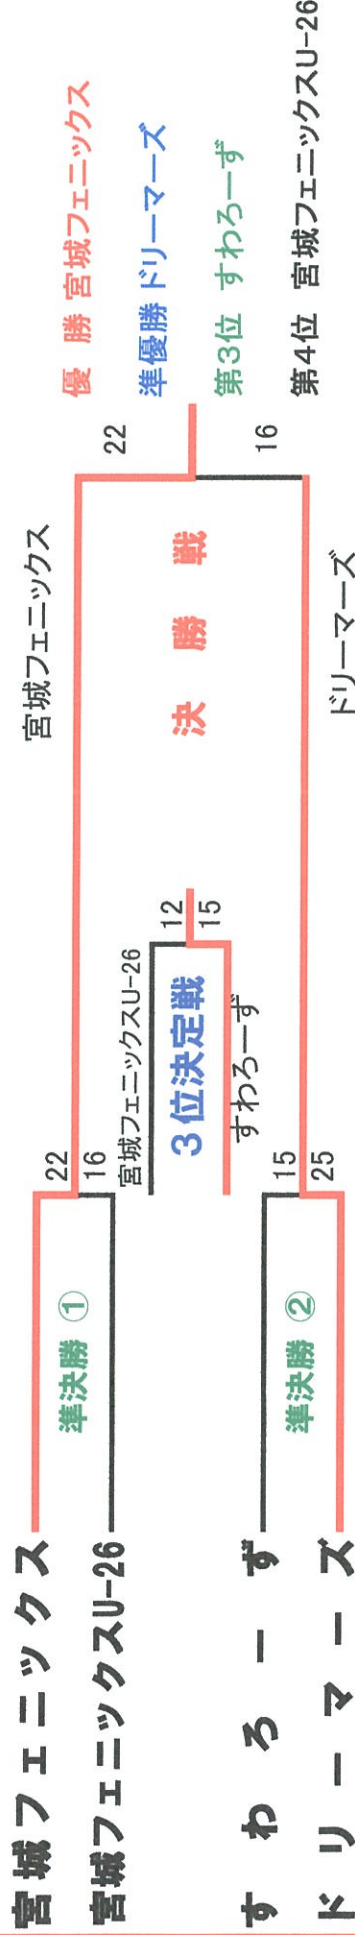 宮城フェニックス
宮城フェニックスU-26
すわろーず
ドリーマーズ
準決勝 ①
22
16
準決勝 ②
15
25
宮城フェニックスU-26
3位決定戦
すわろーず
12
15
宮城フェニックス
決勝戦
ドリーマーズ
22
16
優勝 宮城フェニックス
準優勝 ドリーマーズ
第3位 すわろーず
第4位 宮城フェニックスU-26